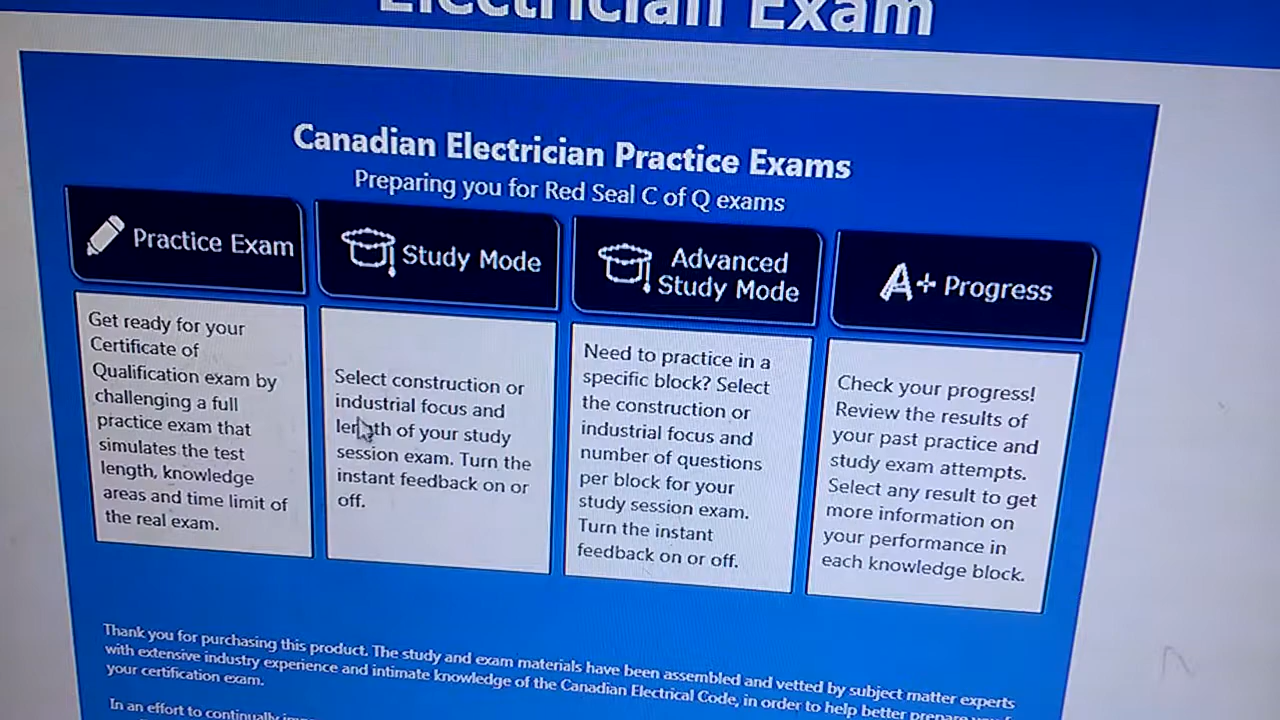 Electrician Exam
Canadian Electrician Practice Exams
Preparing you for Red Seal C of Q exams
Practice Exam
Get ready for your
Certificate of
Qualification exam by
challenging a full
practice exam that
simulates the test
length, knowledge
areas and time limit of
the real exam.
Study Mode
Select construction or
industrial focus and
length of your study
session exam. Turn the
instant feedback on or
off.
Advanced
Study Mode
Need to practice in a
specific block? Select
the construction or
industrial focus and
number of questions
per block for your
study session exam.
Turn the instant
feedback on or off.
A+ Progress
Check your progress!
Review the results of
your past practice and
study exam attempts.
Select any result to get
more information on
your performance in
each knowledge block.
Thank you for purchasing this product. The study and exam materials have been assembled and vetted by subject matter experts
with extensive industry experience and intimate knowledge of the Canadian Electrical Code, in order to help better prepare you f
your certification exam.
In an effort to continually